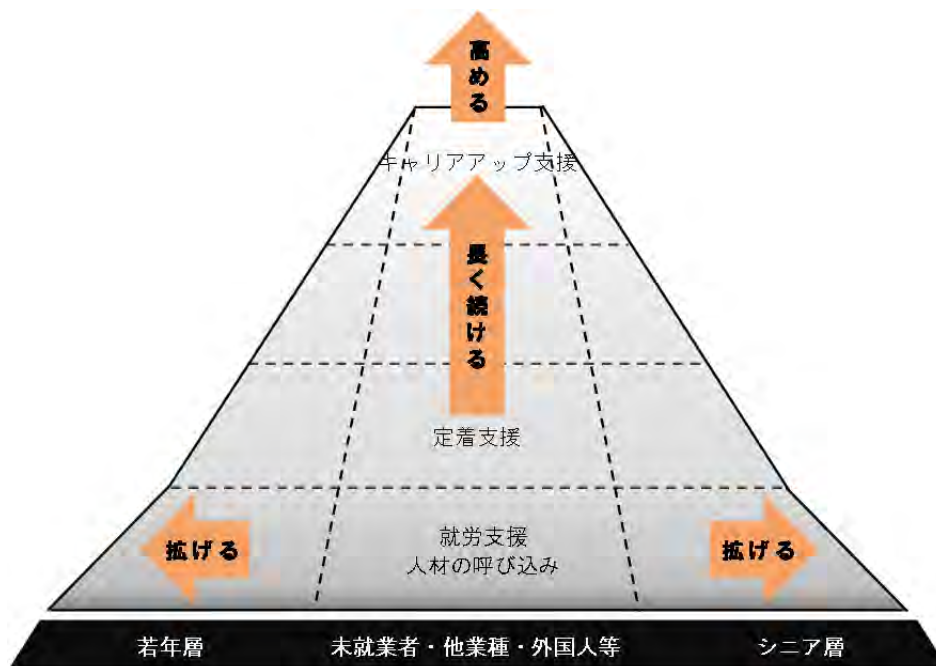 高める
キャリアアップ支援
長く続ける
定着支援
拡げる
就労支援
人材の呼び込み
拡げる
若年層
未就業者・他業種・外国人等
シニア層